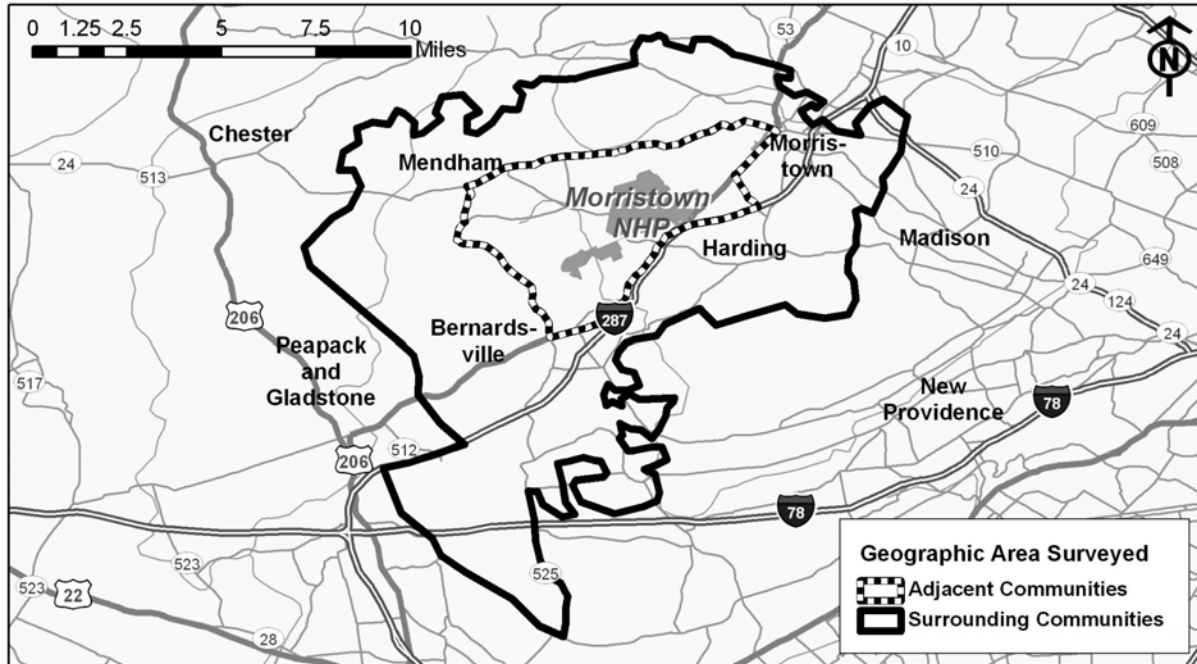 0 1.25 2.5 5 7.5 10
Miles
53
10
N
Chester
24
513
Mendham
Morris-
town
609
510
508
Morristown
NHP
24
Harding
Madison
649
206
287
24
124
Bernards-
ville
Peapack
and
Gladstone
24
517
New
Providence
78
512
206
78
523
525
523
22
28
Geographic Area Surveyed
Adjacent Communities
Surrounding Communities